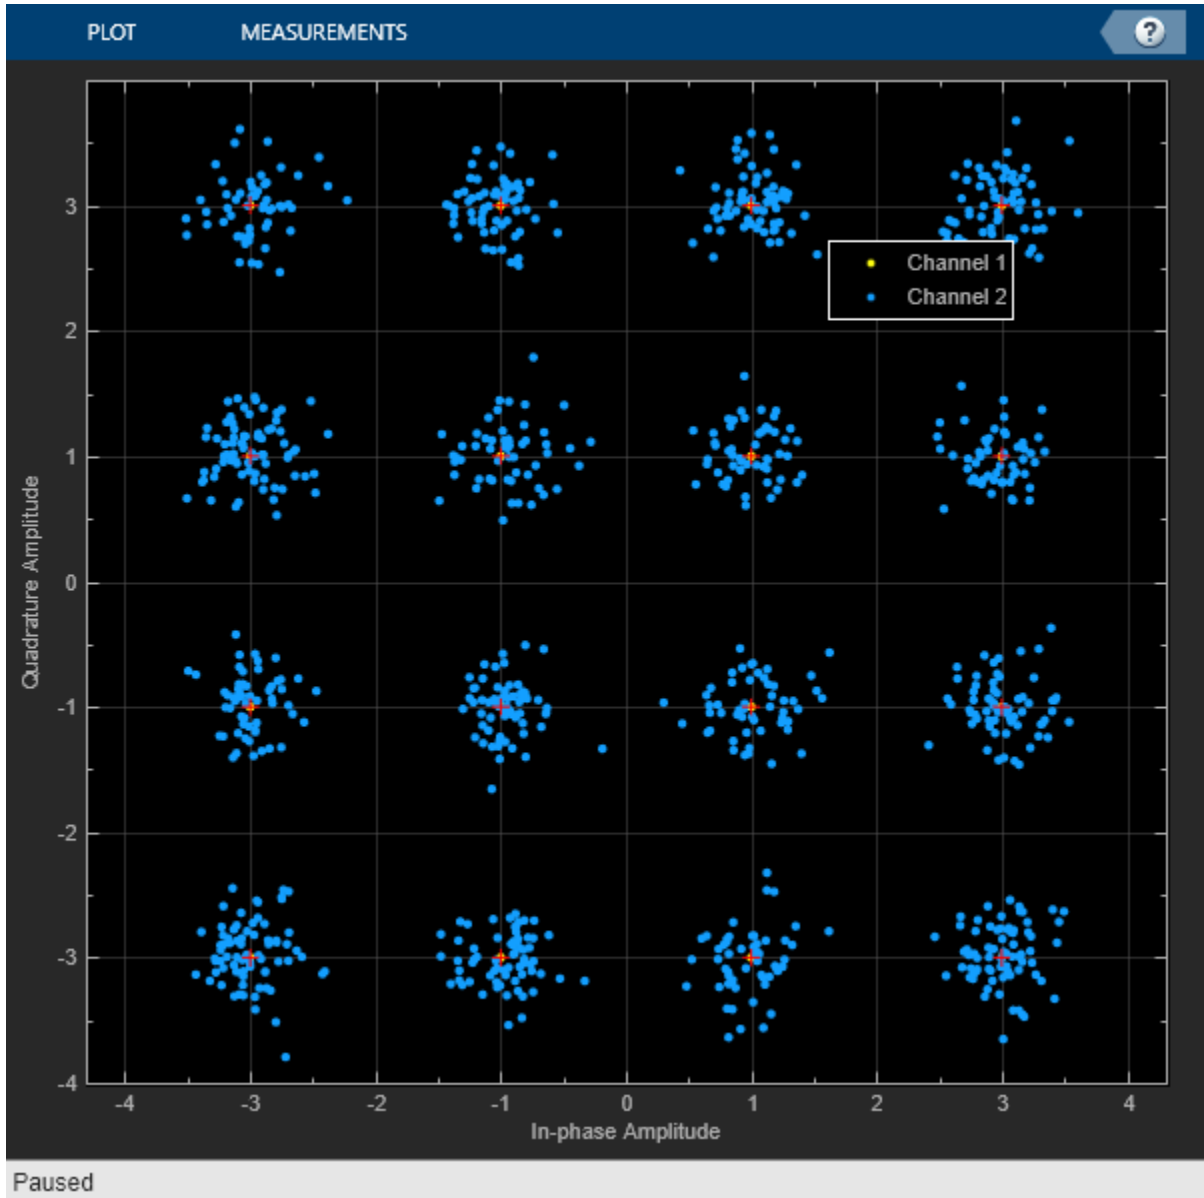 PLOT MEASUREMENTS ?
3
Channel 1
Channel 2
2
1
Quadrature Amplitude
0
-1
-2
-3
-4
-4 -3 -2 -1 0 1 2 3 4
In-phase Amplitude
Paused